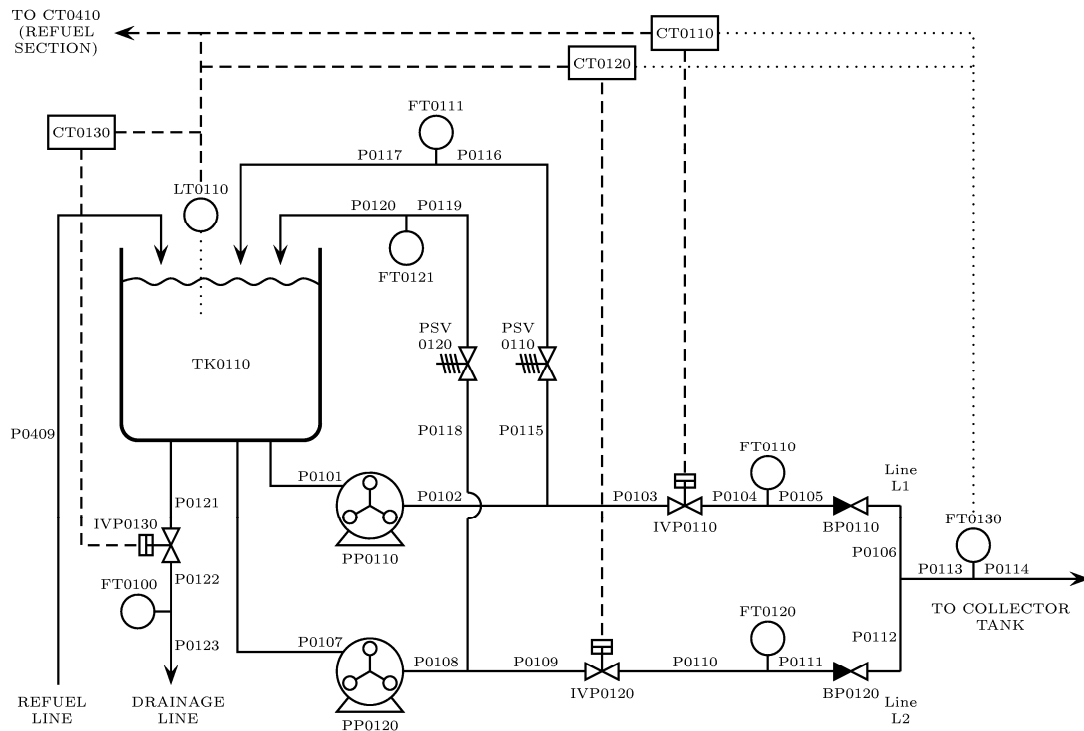 TO CT0410
(REFUEL
SECTION)
CT0110
CT0120
CT0130
FT0111
P0117
P0116
LT0110
P0120
P0119
FT0121
PSV
0120
PSV
0110
TK0110
P0409
P0118
P0115
P0101
P0102
P0103
P0104
FT0110
P0105
Line
L1
P0121
IVP0130
PP0110
IVP0110
BP0110
FT0130
P0106
P0113
P0114
P0122
FT0100
TO COLLECTOR
TANK
P0123
P0107
P0108
P0109
P0110
FT0120
P0111
P0112
REFUEL
LINE
DRAINAGE
LINE
PP0120
IVP0120
BP0120
Line
L2